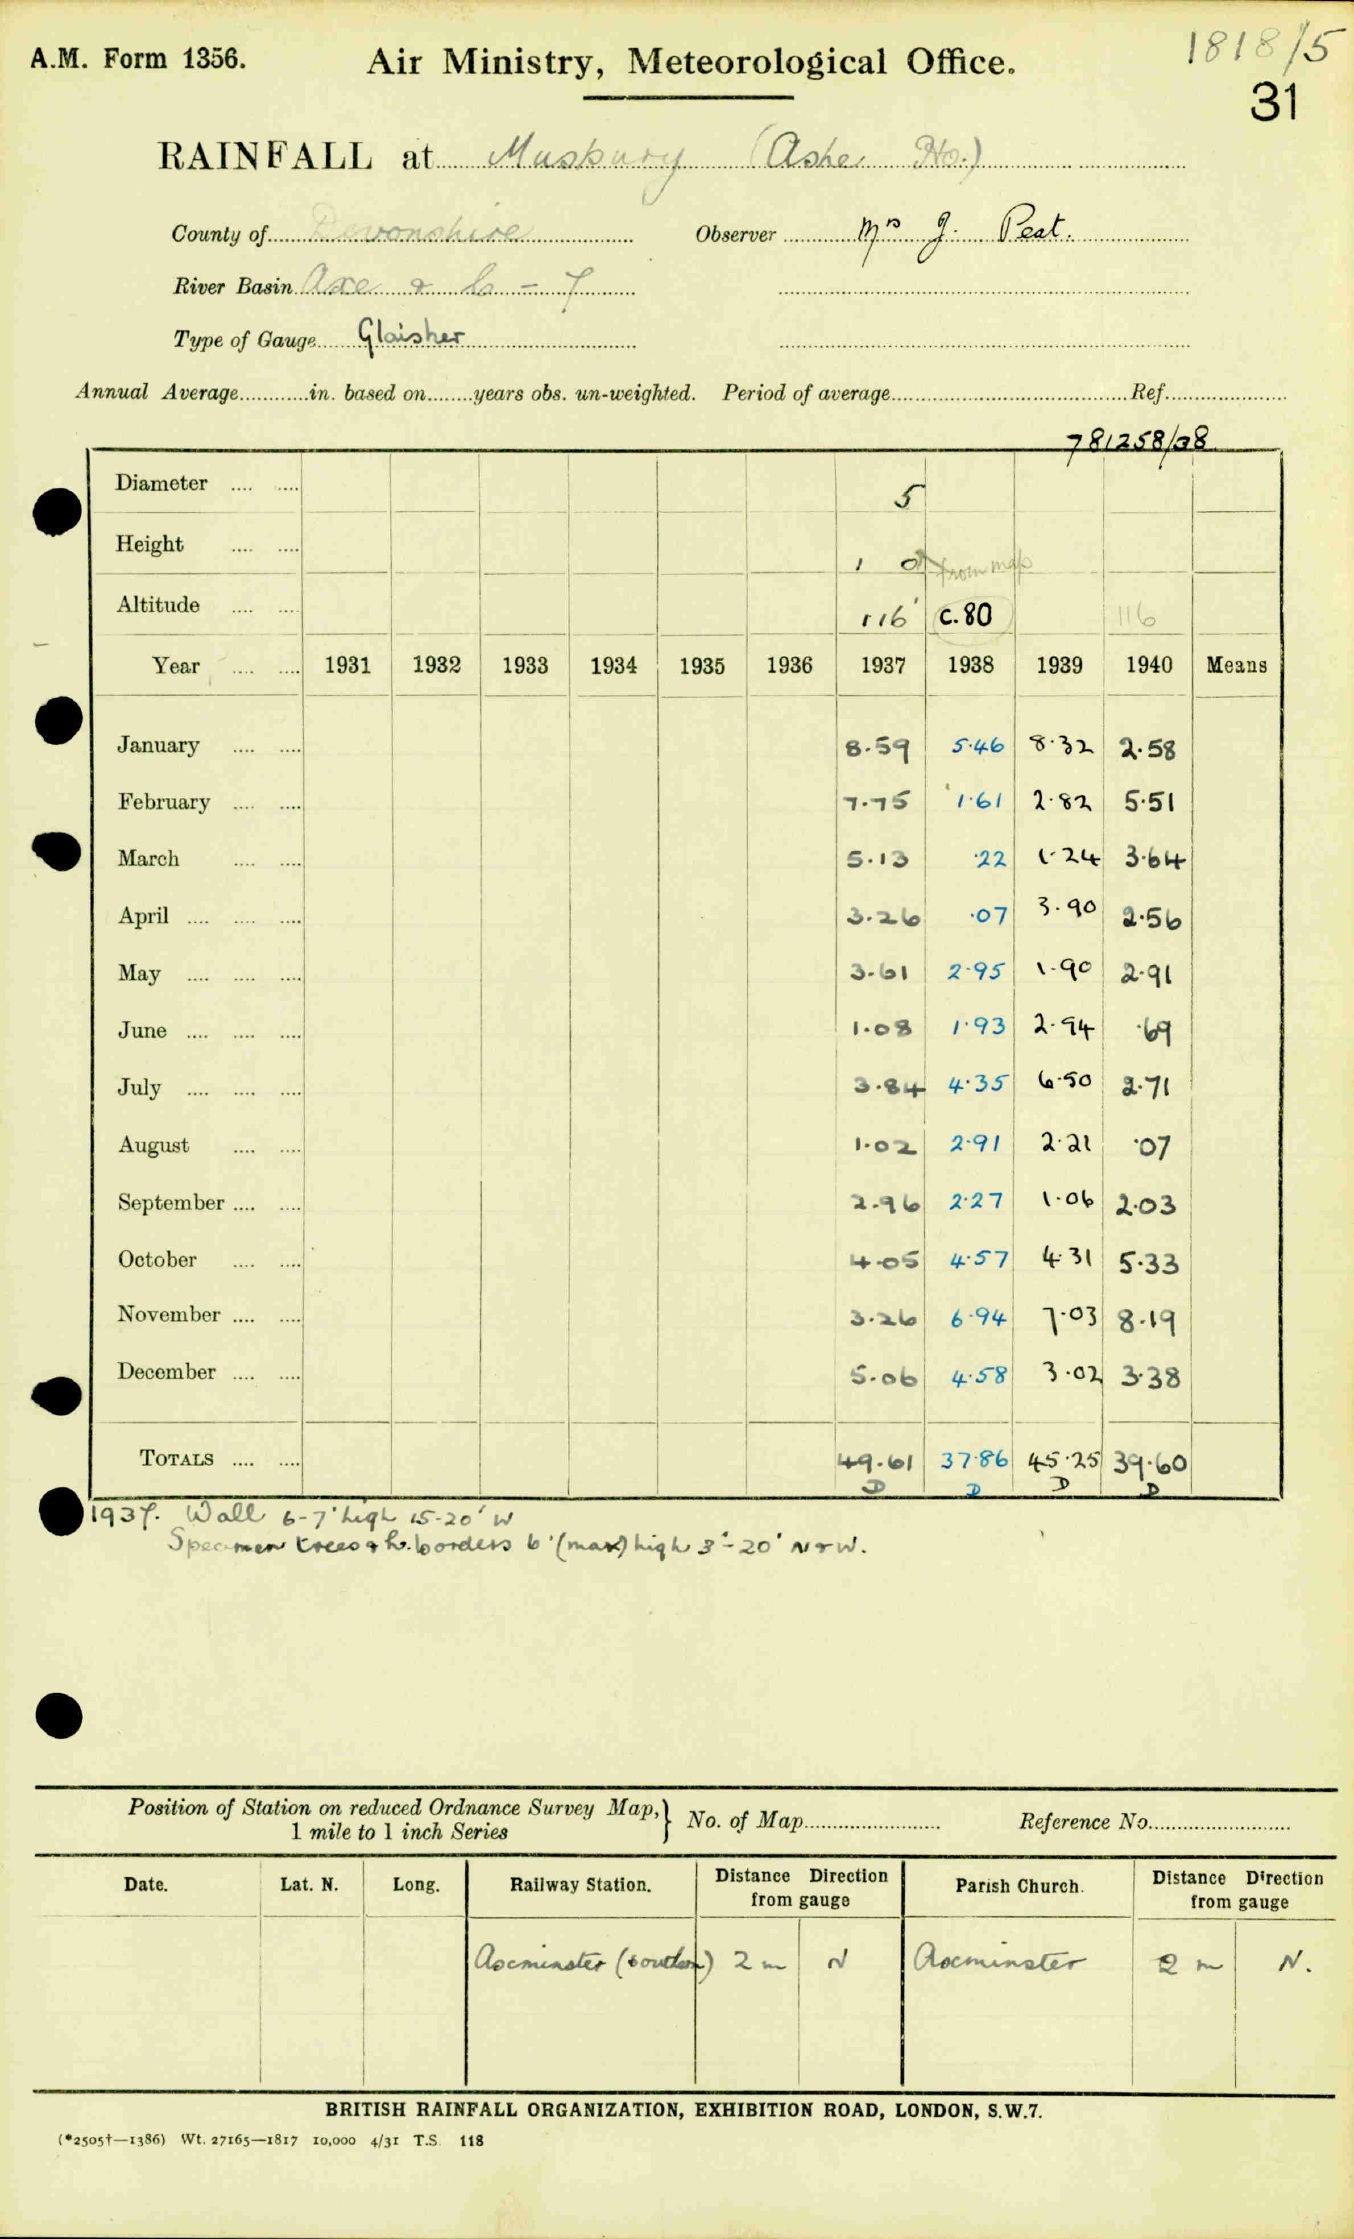 1818/5
A.M. Form 1356. Air Ministry, Meteorological Office.
31
RAINFALL at Musbury (Ashe Ho.)
County of Devonshire Observer Mrs J. Peat.
River Basin Axe & C - 7
Type of Gauge Glaisher
Annual Average in. based on years obs. un-weighted. Period of average Ref.
781258/38
Diameter 5
Height 1 0 from map
Altitude 116' c.80 116
Year 1931 1932 1933 1934 1935 1936 1937 1938 1939 1940 Means
January 8.59 5.46 8.32 2.58
February 7.75 1.61 2.82 5.51
March 5.13 .22 1.24 3.64
April 3.26 .07 3.90 2.56
May 3.61 2.95 1.90 2.91
June 1.08 1.93 2.94 .69
July 3.84 4.35 6.50 2.71
August 1.02 2.91 2.21 .07
September 2.96 2.27 1.06 2.03
October 4.05 4.57 4.31 5.33
November 3.26 6.94 7.03 8.19
December 5.06 4.58 3.02 3.38
TOTALS 49.61 37.86 45.25 39.60
D D D D
1937. Wall 6-7' high 15-20' W
Specimen trees & h. borders 6' (max) high 3'-20' N & W.
Position of Station on reduced Ordnance Survey Map, 1 mile to 1 inch Series } No. of Map Reference No.
Date. Lat. N. Long. Railway Station. Distance Direction from gauge Parish Church. Distance Direction from gauge
Axminster (southern) 2 m N Axminster 2 m N.
BRITISH RAINFALL ORGANIZATION, EXHIBITION ROAD, LONDON, S.W.7.
(*2505†—1386) Wt. 27165—1817 10,000 4/31 T.S. 118